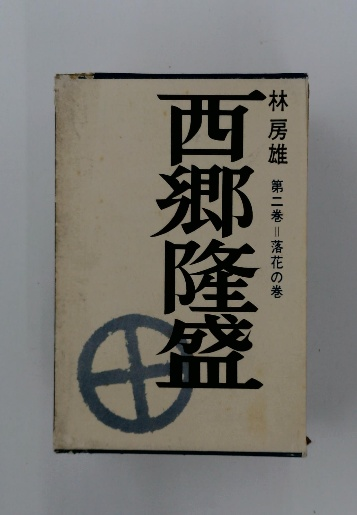 林 房雄
第二巻=落花の巻
西郷隆盛